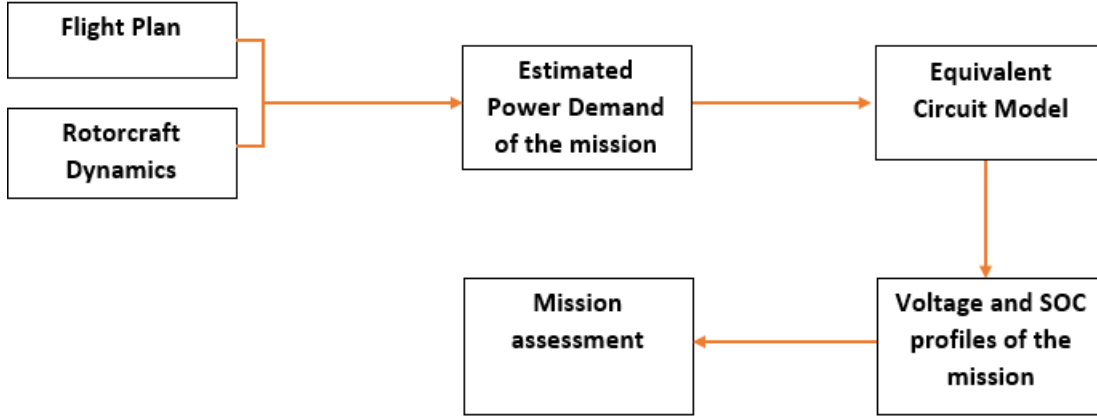 Flight Plan
Rotorcraft
Dynamics
Estimated
Power Demand
of the mission
Equivalent
Circuit Model
Voltage and SOC
profiles of the
mission
Mission
assessment